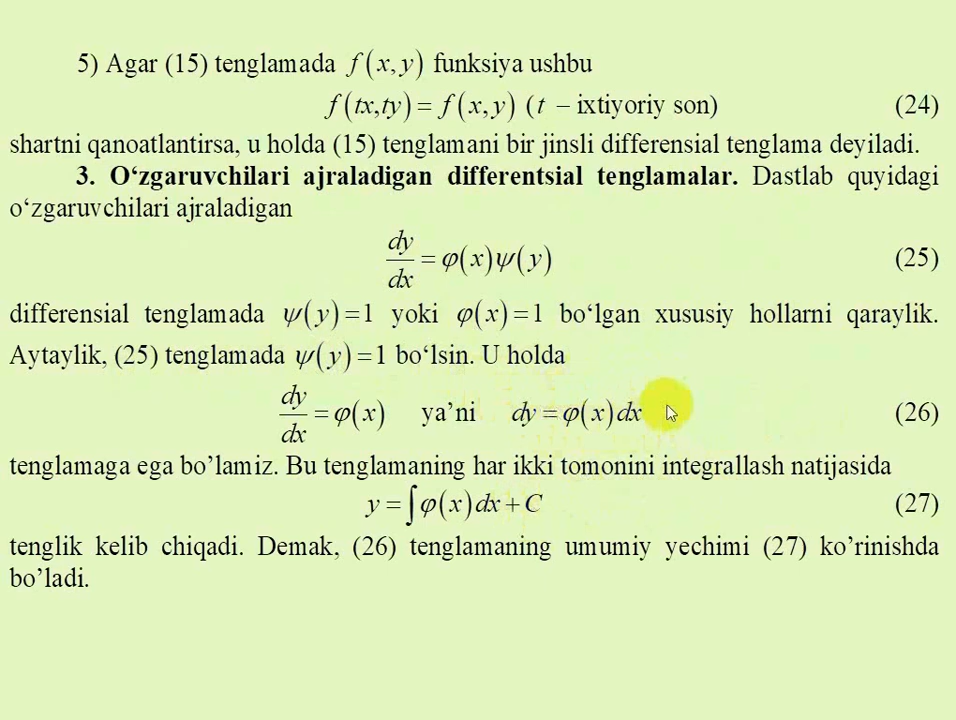 5) Agar (15) tenglamada f(x,y) funksiya ushbu
f(tx,ty) = f(x,y) (t – ixtiyoriy son) (24)
shartni qanoatlantirsa, u holda (15) tenglamani bir jinsli differensial tenglama deyiladi.
3. O‘zgaruvchilari ajraladigan differentsial tenglamalar. Dastlab quyidagi
o‘zgaruvchilari ajraladigan
dy/dx = φ(x)ψ(y) (25)
differensial tenglamada ψ(y)=1 yoki φ(x)=1 bo‘lgan xususiy hollarni qaraylik.
Aytaylik, (25) tenglamada ψ(y)=1 bo‘lsin. U holda
dy/dx = φ(x) ya’ni dy = φ(x)dx (26)
tenglamaga ega bo’lamiz. Bu tenglamaning har ikki tomonini integrallash natijasida
y = ∫φ(x)dx + C (27)
tenglik kelib chiqadi. Demak, (26) tenglamaning umumiy yechimi (27) ko’rinishda
bo’ladi.